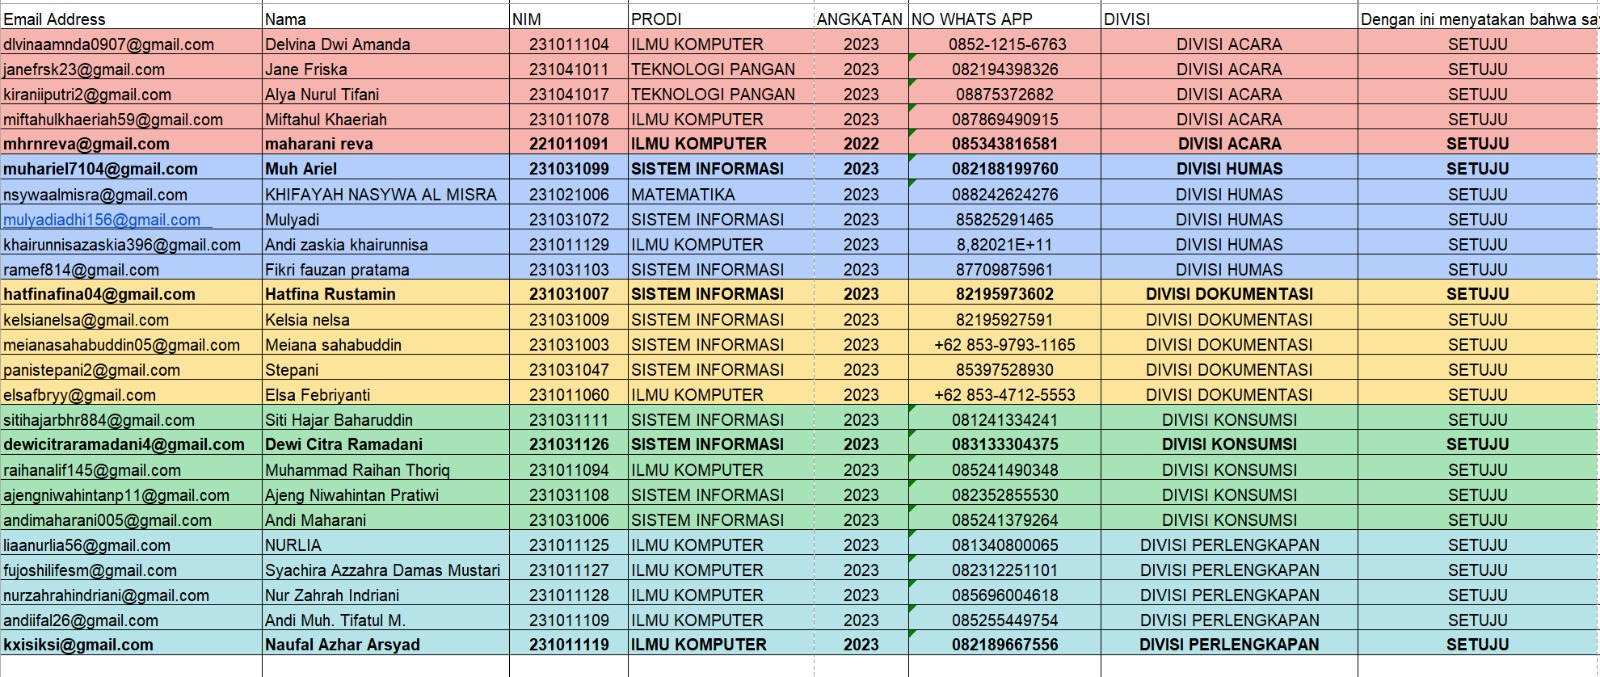 Email Address Nama NIM PRODI ANGKATAN NO WHATS APP DIVISI Dengan ini menyatakan bahwa sa
dlvinaamnda0907@gmail.com Delvina Dwi Amanda 231011104 ILMU KOMPUTER 2023 0852-1215-6763 DIVISI ACARA SETUJU
janefrsk23@gmail.com Jane Friska 231041011 TEKNOLOGI PANGAN 2023 082194398326 DIVISI ACARA SETUJU
kiraniiputri2@gmail.com Alya Nurul Tifani 231041017 TEKNOLOGI PANGAN 2023 08875372682 DIVISI ACARA SETUJU
miftahulkhaeriah59@gmail.com Miftahul Khaeriah 231011078 ILMU KOMPUTER 2023 087869490915 DIVISI ACARA SETUJU
mhrnreva@gmail.com maharani reva 221011091 ILMU KOMPUTER 2022 085343816581 DIVISI ACARA SETUJU
muhariel7104@gmail.com Muh Ariel 231031099 SISTEM INFORMASI 2023 082188199760 DIVISI HUMAS SETUJU
nsywaalmisra@gmail.com KHIFAYAH NASYWA AL MISRA 231021006 MATEMATIKA 2023 088242624276 DIVISI HUMAS SETUJU
mulyadiadhi156@gmail.com Mulyadi 231031072 SISTEM INFORMASI 2023 85825291465 DIVISI HUMAS SETUJU
khairunnisazaskia396@gmail.com Andi zaskia khairunnisa 231011129 ILMU KOMPUTER 2023 8,82021E+11 DIVISI HUMAS SETUJU
ramef814@gmail.com Fikri fauzan pratama 231031103 SISTEM INFORMASI 2023 87709875961 DIVISI HUMAS SETUJU
hatfinafina04@gmail.com Hatfina Rustamin 231031007 SISTEM INFORMASI 2023 82195973602 DIVISI DOKUMENTASI SETUJU
kelsianelsa@gmail.com Kelsia nelsa 231031009 SISTEM INFORMASI 2023 82195927591 DIVISI DOKUMENTASI SETUJU
meianasahabuddin05@gmail.com Meiana sahabuddin 231031003 SISTEM INFORMASI 2023 +62 853-9793-1165 DIVISI DOKUMENTASI SETUJU
panistepani2@gmail.com Stepani 231031047 SISTEM INFORMASI 2023 85397528930 DIVISI DOKUMENTASI SETUJU
elsafbryy@gmail.com Elsa Febriyanti 231011060 ILMU KOMPUTER 2023 +62 853-4712-5553 DIVISI DOKUMENTASI SETUJU
sitihajarbhr884@gmail.com Siti Hajar Baharuddin 231031111 SISTEM INFORMASI 2023 081241334241 DIVISI KONSUMSI SETUJU
dewicitraramadani4@gmail.com Dewi Citra Ramadani 231031126 SISTEM INFORMASI 2023 083133304375 DIVISI KONSUMSI SETUJU
raihanalif145@gmail.com Muhammad Raihan Thoriq 231011094 ILMU KOMPUTER 2023 085241490348 DIVISI KONSUMSI SETUJU
ajengniwahintanp11@gmail.com Ajeng Niwahintan Pratiwi 231031108 SISTEM INFORMASI 2023 082352855530 DIVISI KONSUMSI SETUJU
andimaharani005@gmail.com Andi Maharani 231031006 SISTEM INFORMASI 2023 085241379264 DIVISI KONSUMSI SETUJU
liaanurlia56@gmail.com NURLIA 231011125 ILMU KOMPUTER 2023 081340800065 DIVISI PERLENGKAPAN SETUJU
fujoshilifesm@gmail.com Syachira Azzahra Damas Mustari 231011127 ILMU KOMPUTER 2023 082312251101 DIVISI PERLENGKAPAN SETUJU
nurzahrahindriani@gmail.com Nur Zahrah Indriani 231011128 ILMU KOMPUTER 2023 085696004618 DIVISI PERLENGKAPAN SETUJU
andiifal26@gmail.com Andi Muh. Tifatul M. 231011109 ILMU KOMPUTER 2023 085255449754 DIVISI PERLENGKAPAN SETUJU
kxisiksi@gmail.com Naufal Azhar Arsyad 231011119 ILMU KOMPUTER 2023 082189667556 DIVISI PERLENGKAPAN SETUJU